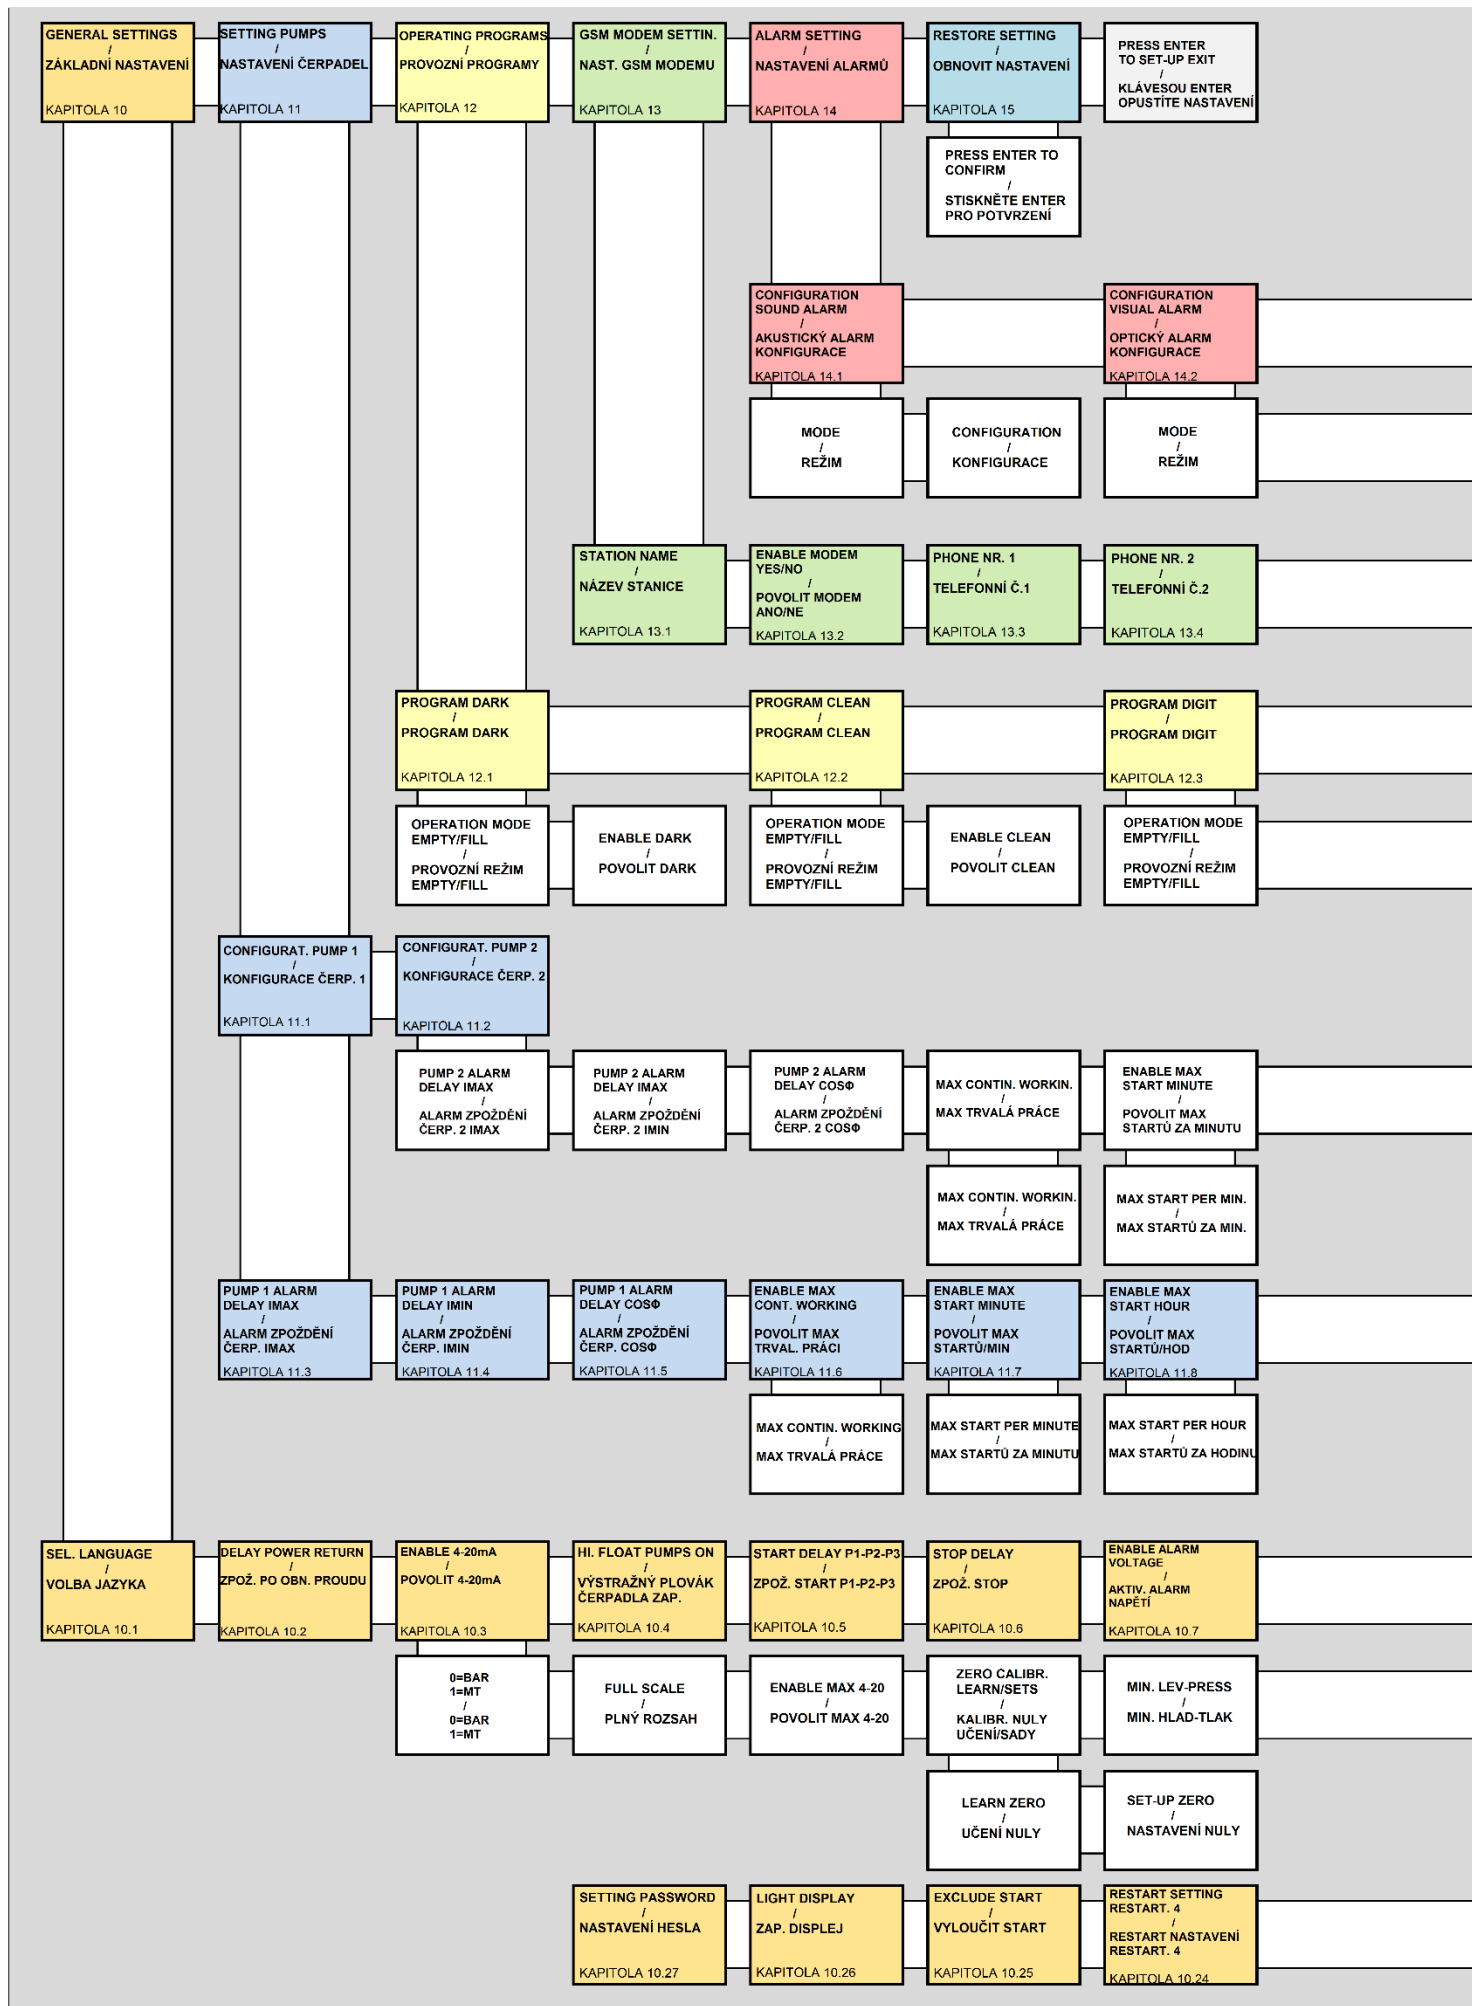 GENERAL SETTINGS
/
ZÁKLADNÍ NASTAVENÍ
KAPITOLA 10
SETTING PUMPS
/
NASTAVENÍ ČERPADEL
KAPITOLA 11
OPERATING PROGRAMS
/
PROVOZNÍ PROGRAMY
KAPITOLA 12
GSM MODEM SETTIN.
/
NAST. GSM MODEMU
KAPITOLA 13
ALARM SETTING
/
NASTAVENÍ ALARMŮ
KAPITOLA 14
RESTORE SETTING
/
OBNOVIT NASTAVENÍ
KAPITOLA 15
PRESS ENTER
TO SET-UP EXIT
/
KLÁVESOU ENTER
OPUSTÍTE NASTAVENÍ
PRESS ENTER TO
CONFIRM
/
STISKNĚTE ENTER
PRO POTVRZENÍ
CONFIGURATION
SOUND ALARM
/
AKUSTICKÝ ALARM
KONFIGURACE
KAPITOLA 14.1
CONFIGURATION
VISUAL ALARM
/
OPTICKÝ ALARM
KONFIGURACE
KAPITOLA 14.2
MODE
/
REŽIM
CONFIGURATION
/
KONFIGURACE
MODE
/
REŽIM
STATION NAME
/
NÁZEV STANICE
KAPITOLA 13.1
ENABLE MODEM
YES/NO
/
POVOLIT MODEM
ANO/NE
KAPITOLA 13.2
PHONE NR. 1
/
TELEFONNÍ Č.1
KAPITOLA 13.3
PHONE NR. 2
/
TELEFONNÍ Č.2
KAPITOLA 13.4
PROGRAM DARK
/
PROGRAM DARK
KAPITOLA 12.1
PROGRAM CLEAN
/
PROGRAM CLEAN
KAPITOLA 12.2
PROGRAM DIGIT
/
PROGRAM DIGIT
KAPITOLA 12.3
OPERATION MODE
EMPTY/FILL
/
PROVOZNÍ REŽIM
EMPTY/FILL
ENABLE DARK
/
POVOLIT DARK
OPERATION MODE
EMPTY/FILL
/
PROVOZNÍ REŽIM
EMPTY/FILL
ENABLE CLEAN
/
POVOLIT CLEAN
OPERATION MODE
EMPTY/FILL
/
PROVOZNÍ REŽIM
EMPTY/FILL
CONFIGURAT. PUMP 1
/
KONFIGURACE ČERP. 1
KAPITOLA 11.1
CONFIGURAT. PUMP 2
/
KONFIGURACE ČERP. 2
KAPITOLA 11.2
PUMP 2 ALARM
DELAY IMAX
/
ALARM ZPOŽDĚNÍ
ČERP. 2 IMAX
PUMP 2 ALARM
DELAY IMAX
/
ALARM ZPOŽDĚNÍ
ČERP. 2 IMIN
PUMP 2 ALARM
DELAY COSΦ
/
ALARM ZPOŽDĚNÍ
ČERP. 2 COSΦ
MAX CONTIN. WORKIN.
/
MAX TRVALÁ PRÁCE
ENABLE MAX
START MINUTE
/
POVOLIT MAX
STARTŮ ZA MINUTU
MAX CONTIN. WORKIN.
/
MAX TRVALÁ PRÁCE
MAX START PER MIN.
/
MAX STARTŮ ZA MIN.
PUMP 1 ALARM
DELAY IMAX
/
ALARM ZPOŽDĚNÍ
ČERP. IMAX
KAPITOLA 11.3
PUMP 1 ALARM
DELAY IMIN
/
ALARM ZPOŽDĚNÍ
ČERP. IMIN
KAPITOLA 11.4
PUMP 1 ALARM
DELAY COSΦ
/
ALARM ZPOŽDĚNÍ
ČERP. COSΦ
KAPITOLA 11.5
ENABLE MAX
CONT. WORKING
/
POVOLIT MAX
TRVAL. PRÁCI
KAPITOLA 11.6
ENABLE MAX
START MINUTE
/
POVOLIT MAX
STARTŮ/MIN
KAPITOLA 11.7
ENABLE MAX
START HOUR
/
POVOLIT MAX
STARTŮ/HOD
KAPITOLA 11.8
MAX CONTIN. WORKING
/
MAX TRVALÁ PRÁCE
MAX START PER MINUTE
/
MAX STARTŮ ZA MINUTU
MAX START PER HOUR
/
MAX STARTŮ ZA HODINU
SEL. LANGUAGE
/
VOLBA JAZYKA
KAPITOLA 10.1
DELAY POWER RETURN
/
ZPOŽ. PO OBN. PROUDU
KAPITOLA 10.2
ENABLE 4-20mA
/
POVOLIT 4-20mA
KAPITOLA 10.3
HI. FLOAT PUMPS ON
/
VÝSTRAŽNÝ PLOVÁK
ČERPADLA ZAP.
KAPITOLA 10.4
START DELAY P1-P2-P3
/
ZPOŽ. START P1-P2-P3
KAPITOLA 10.5
STOP DELAY
/
ZPOŽ. STOP
KAPITOLA 10.6
ENABLE ALARM
VOLTAGE
/
AKTIV. ALARM
NAPĚTÍ
KAPITOLA 10.7
0=BAR
1=MT
/
0=BAR
1=MT
FULL SCALE
/
PLNÝ ROZSAH
ENABLE MAX 4-20
/
POVOLIT MAX 4-20
ZERO CALIBR.
LEARN/SETS
/
KALIBR. NULY
UČENÍ/SADY
MIN. LEV-PRESS
/
MIN. HLAD-TLAK
LEARN ZERO
/
UČENÍ NULY
SET-UP ZERO
/
NASTAVENÍ NULY
SETTING PASSWORD
/
NASTAVENÍ HESLA
KAPITOLA 10.27
LIGHT DISPLAY
/
ZAP. DISPLEJ
KAPITOLA 10.26
EXCLUDE START
/
VYLOUČIT START
KAPITOLA 10.25
RESTART SETTING
RESTART. 4
/
RESTART NASTAVENÍ
RESTART. 4
KAPITOLA 10.24